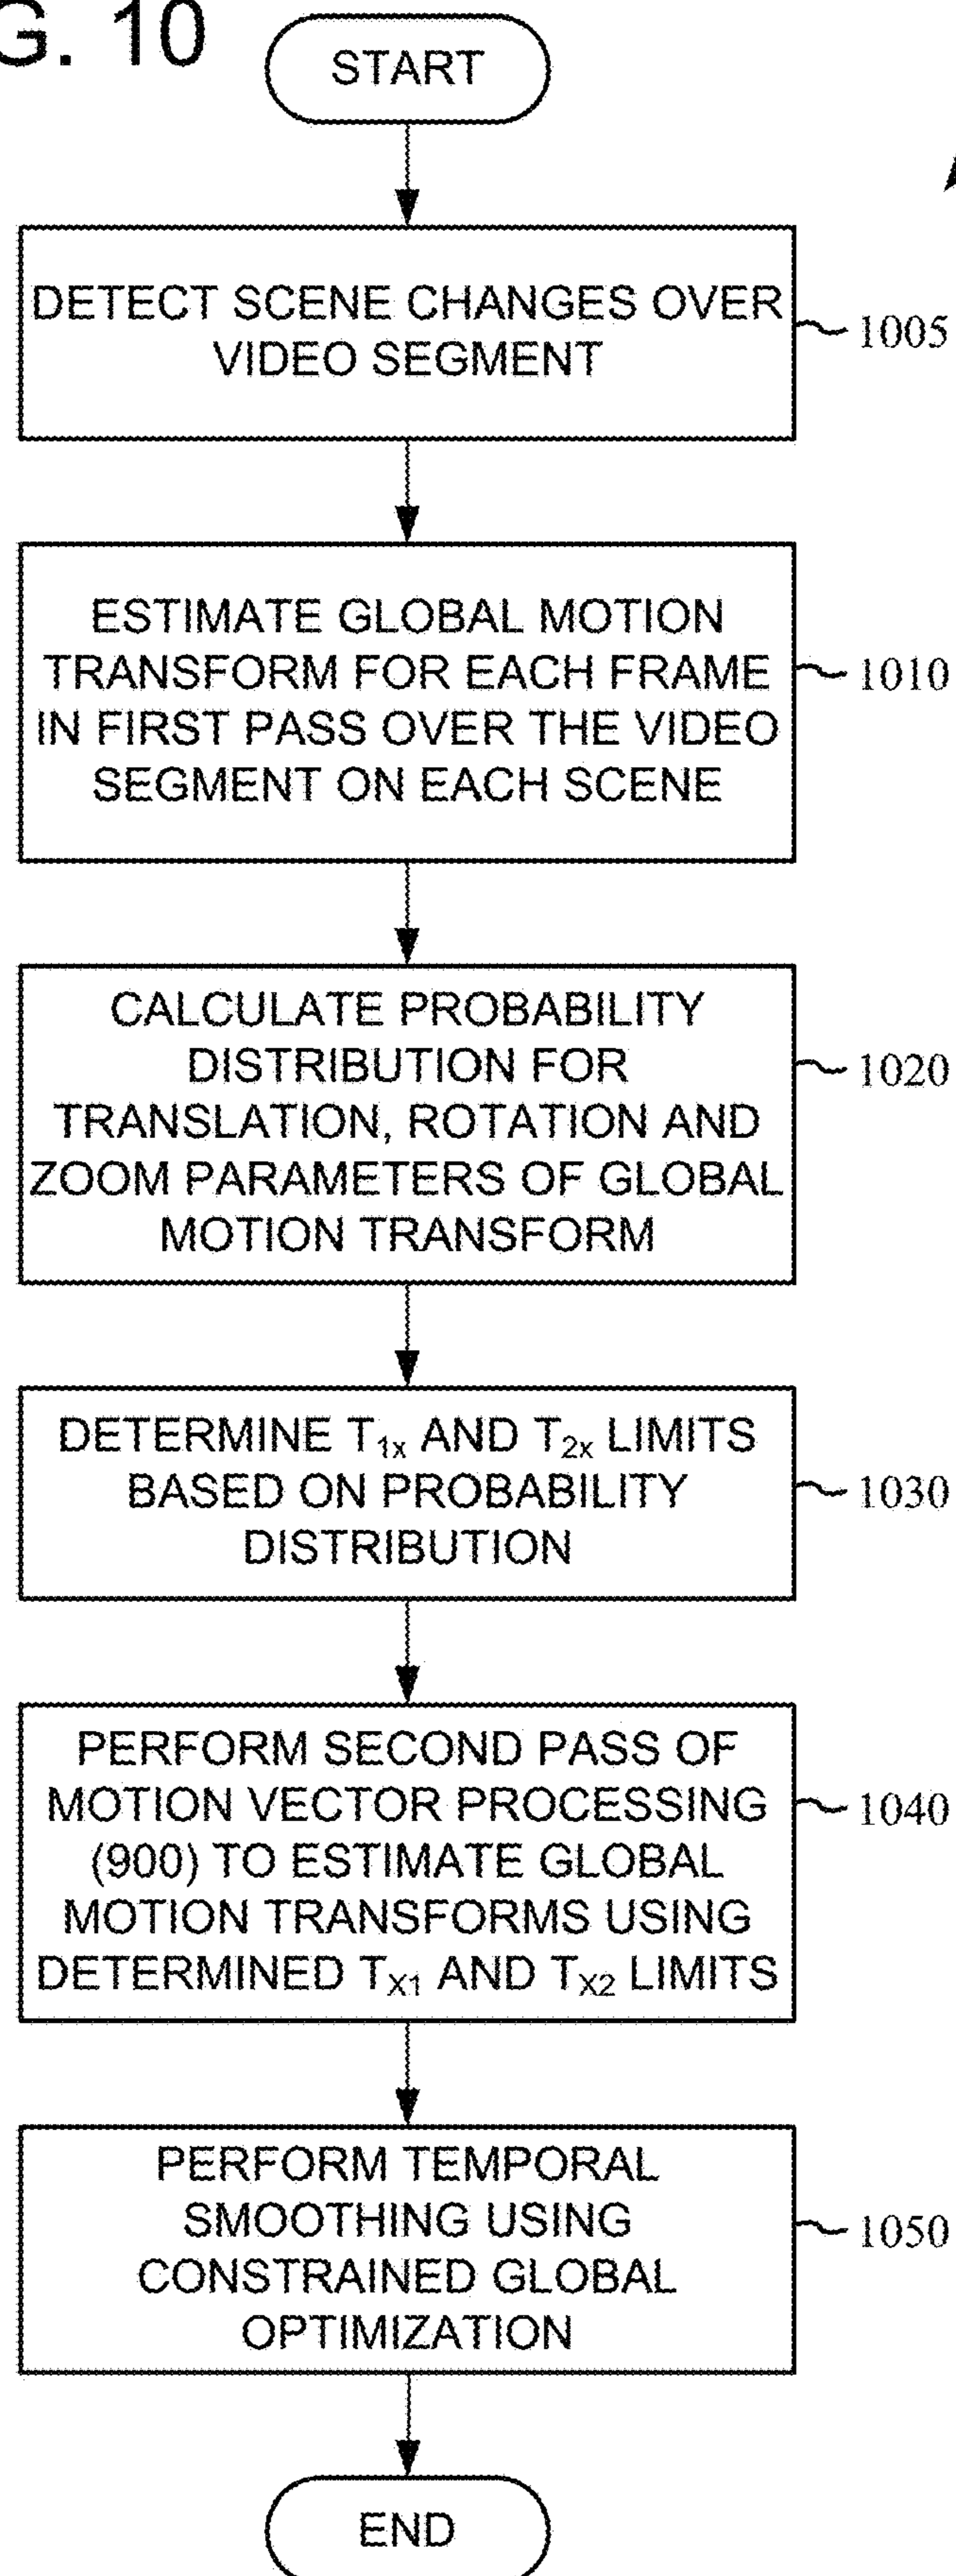 G. 10
START
DETECT SCENE CHANGES OVER
VIDEO SEGMENT
1005
ESTIMATE GLOBAL MOTION
TRANSFORM FOR EACH FRAME
IN FIRST PASS OVER THE VIDEO
SEGMENT ON EACH SCENE
1010
CALCULATE PROBABILITY
DISTRIBUTION FOR
TRANSLATION, ROTATION AND
ZOOM PARAMETERS OF GLOBAL
MOTION TRANSFORM
1020
DETERMINE T1x AND T2x LIMITS
BASED ON PROBABILITY
DISTRIBUTION
1030
PERFORM SECOND PASS OF
MOTION VECTOR PROCESSING
(900) TO ESTIMATE GLOBAL
MOTION TRANSFORMS USING
DETERMINED TX1 AND TX2 LIMITS
1040
PERFORM TEMPORAL
SMOOTHING USING
CONSTRAINED GLOBAL
OPTIMIZATION
1050
END